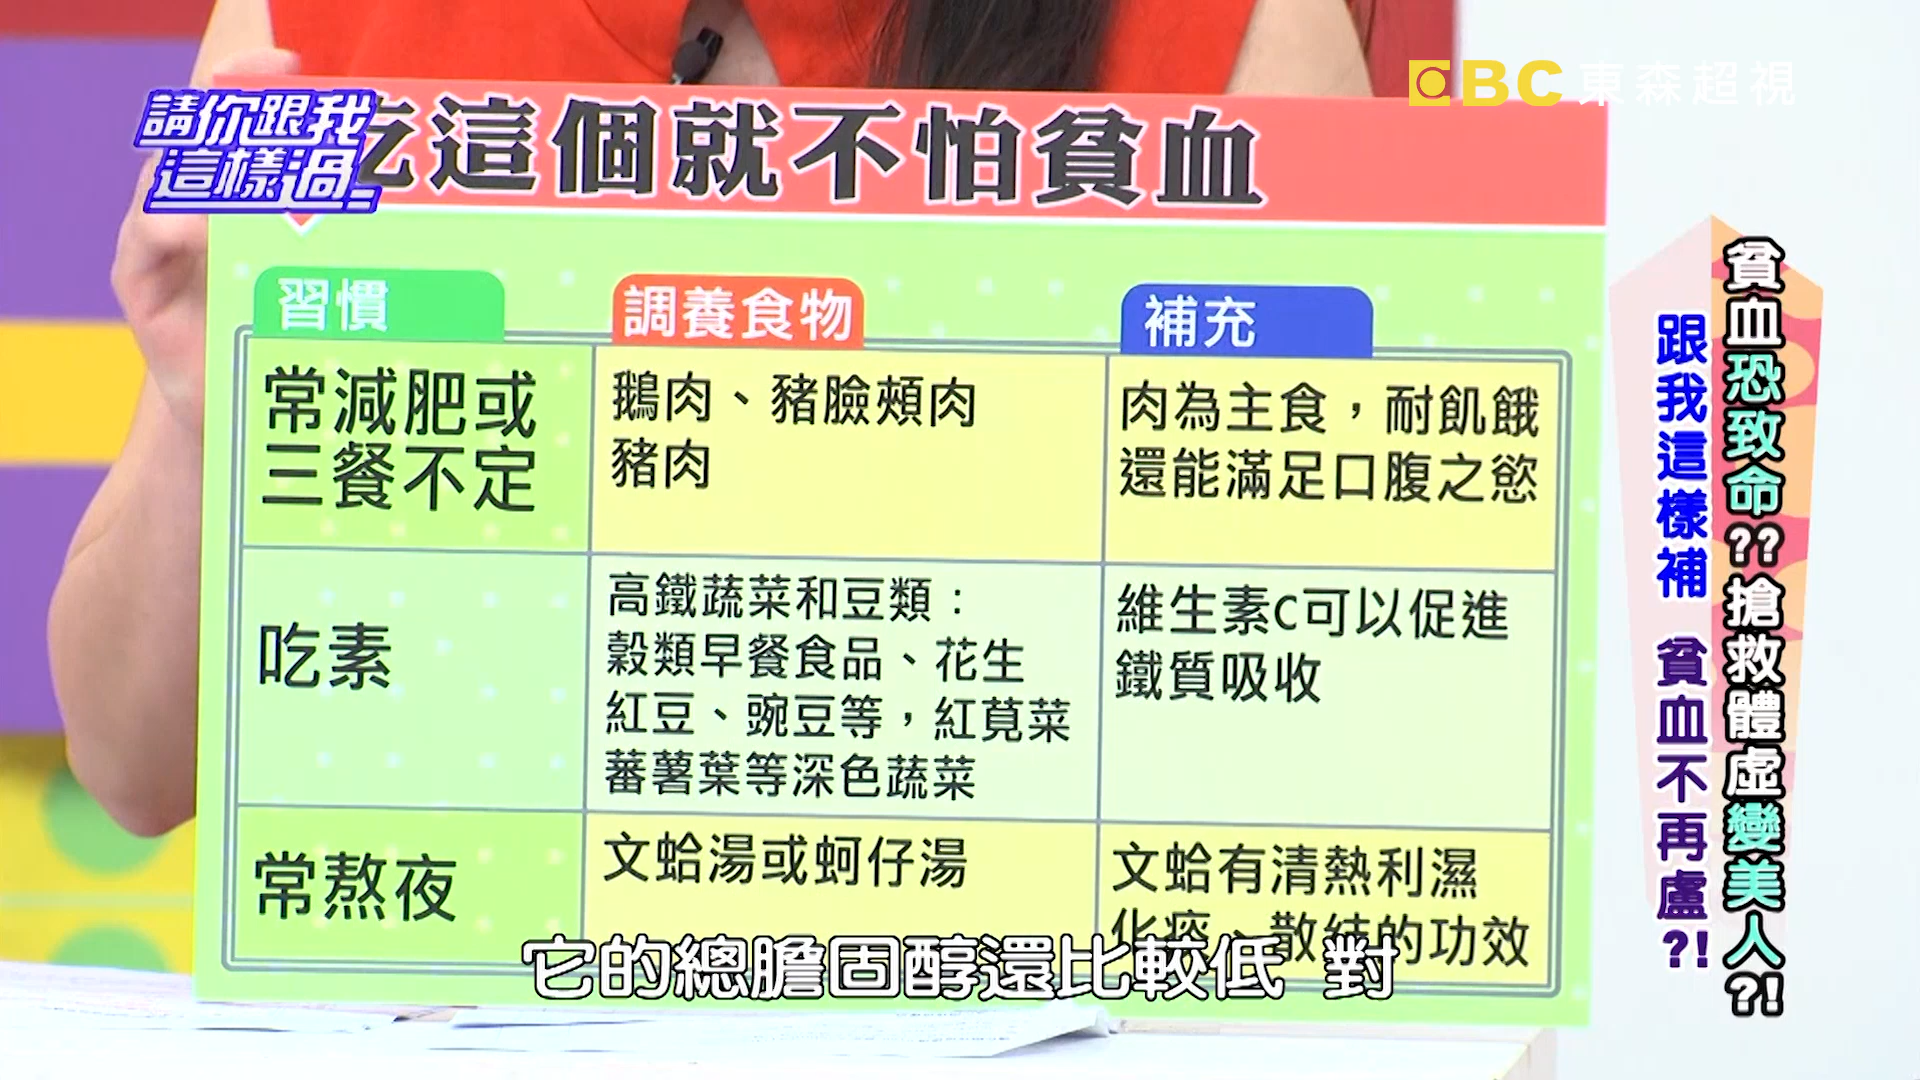 EBC 東森超視
請你跟我
這樣過
吃這個就不怕貧血
習慣
調養食物
補充
常減肥或
三餐不定
鵝肉、豬臉頰肉
豬肉
肉為主食，耐飢餓
還能滿足口腹之慾
吃素
高鐵蔬菜和豆類：
穀類早餐食品、花生
紅豆、豌豆等，紅莧菜
蕃薯葉等深色蔬菜
維生素C可以促進
鐵質吸收
常熬夜
文蛤湯或蚵仔湯
文蛤有清熱利濕
化痰、散結的功效
它的總膽固醇還比較低 對
貧血恐致命??搶救體虛變美人?!
跟我這樣補 貧血不再盧?!